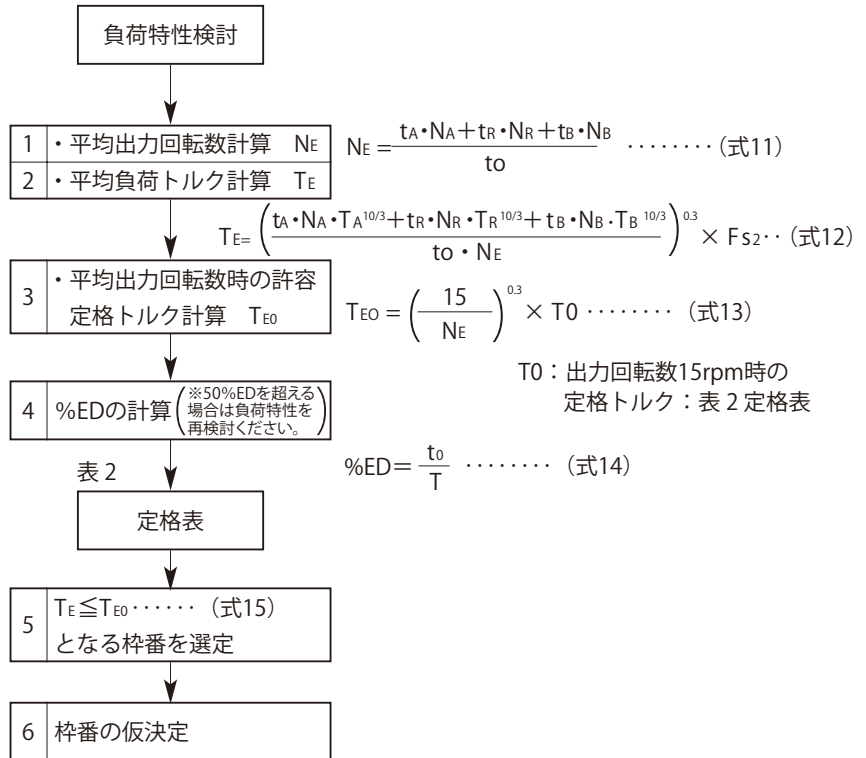 負荷特性検討
1 ・平均出力回転数計算 NE
NE = (tA・NA+tR・NR+tB・NB) / to ········(式11)
2 ・平均負荷トルク計算 TE
TE= ((tA・NA・TA^10/3+tR・NR・TR^10/3+tB・NB・TB^10/3) / (to・NE))^0.3 × Fs2‥(式12)
3 ・平均出力回転数時の許容
定格トルク計算 TE0
TEO = (15 / NE)^0.3 × T0 ········(式13)
T0:出力回転数15rpm時の
定格トルク:表2定格表
4 %EDの計算(※50%EDを超える
場合は負荷特性を
再検討ください。)
%ED=t0 / T ········(式14)
表2
定格表
5 TE≦TE0······(式15)
となる枠番を選定
6 枠番の仮決定